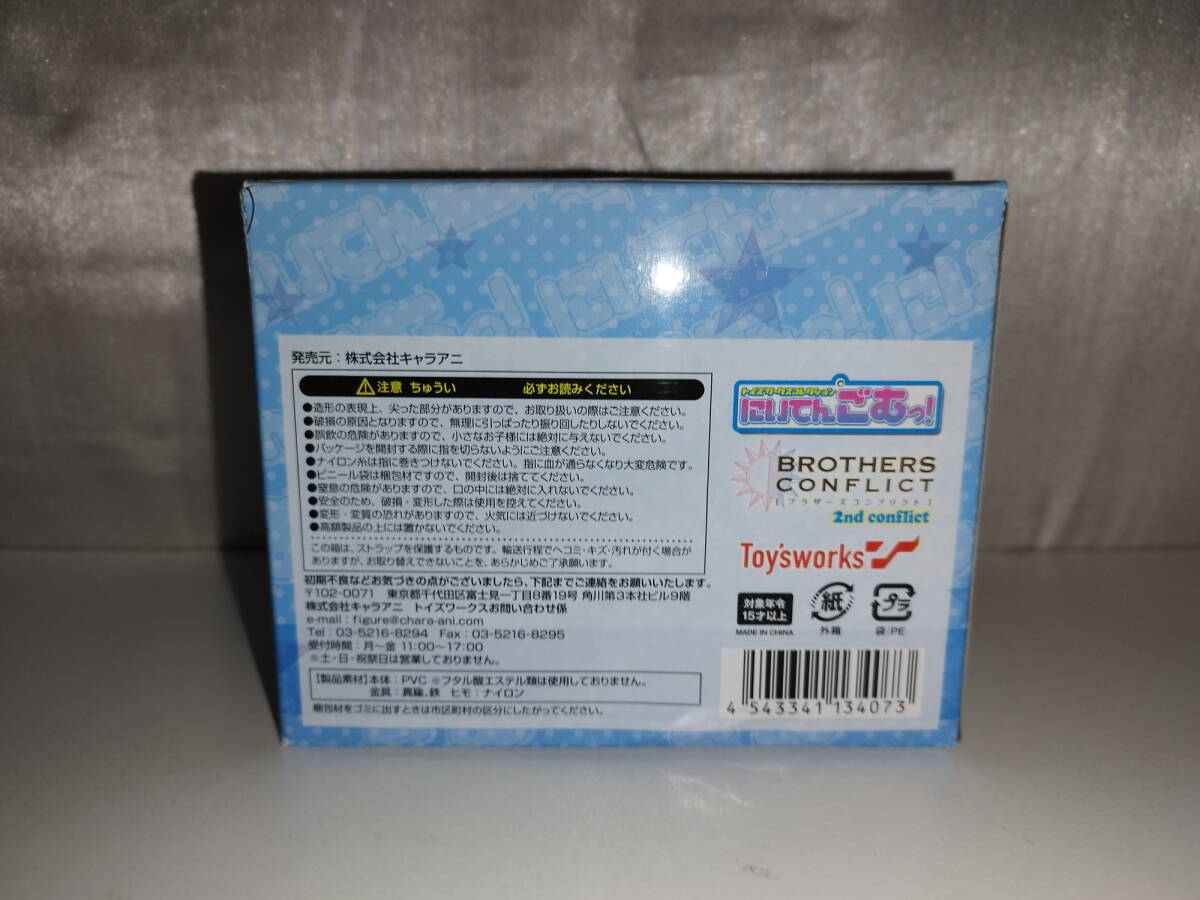 発売元：株式会社キャラアニ
⚠注意 ちゅうい 必ずお読みください
●造形の表現上、尖った部分がありますので、お取り扱いの際はご注意ください。
●破損の原因となりますので、無理に引っぱったり振り回したりしないでください。
●誤飲の危険がありますので、小さなお子様には絶対に与えないでください。
●パッケージを開封する際に指を切らないようにご注意ください。
●ナイロン糸は指に巻きつけないでください。指に血が通らなくなり大変危険です。
●ビニール袋は梱包材ですので、開封後は捨ててください。
●窒息の危険がありますので、口の中には絶対に入れないでください。
●安全のため、破損・変形した際は使用を控えてください。
●変形・変質の恐れがありますので、火気には近づけないでください。
●高額製品の上には置かないでください。
この箱は、ストラップを保護するものです。輸送行程でヘコミ・キズ・汚れが付く場合が
ありますが、お取り替えできないことを、あらかじめご了承願います。
初期不良などお気づきの点がございましたら、下記までご連絡をお願いいたします。
〒102-0071 東京都千代田区富士見一丁目8番19号 角川第3本社ビル9階
株式会社キャラアニ トイズワークスお問い合わせ係
e-mail : figure@chara-ani.com
Tel : 03-5216-8294 Fax : 03-5216-8295
受付時間：月～金 11:00～17:00
※土・日・祝祭日は営業しておりません。
【製品素材】本体：PVC ※フタル酸エステル類は使用しておりません。
金具：真鍮、鉄 ヒモ：ナイロン
梱包材をゴミに出すときは市区町村の区分にしたがってください。
トイズワークスコレクション
にいてんごむっ!
BROTHERS
CONFLICT
[ブラザーズ コンフリクト]
2nd conflict
Toy'sworks
対象年令
15才以上
MADE IN CHINA
紙
外箱
プラ
袋:PE
4 543341 134073